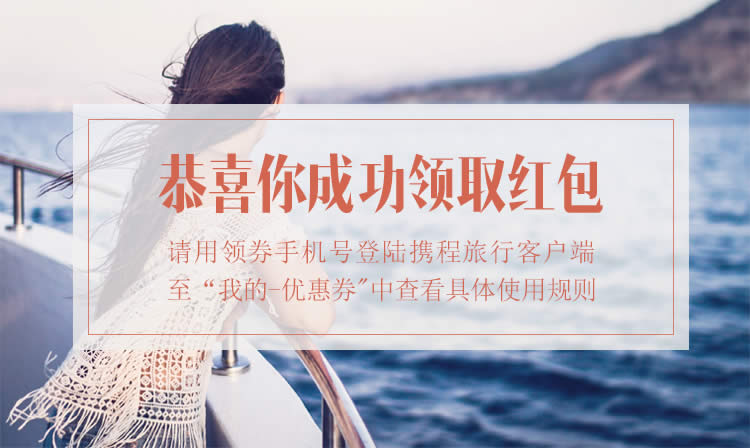 恭喜你成功领取红包
请用领券手机号登陆携程旅行客户端
至“我的-优惠券"中查看具体使用规则